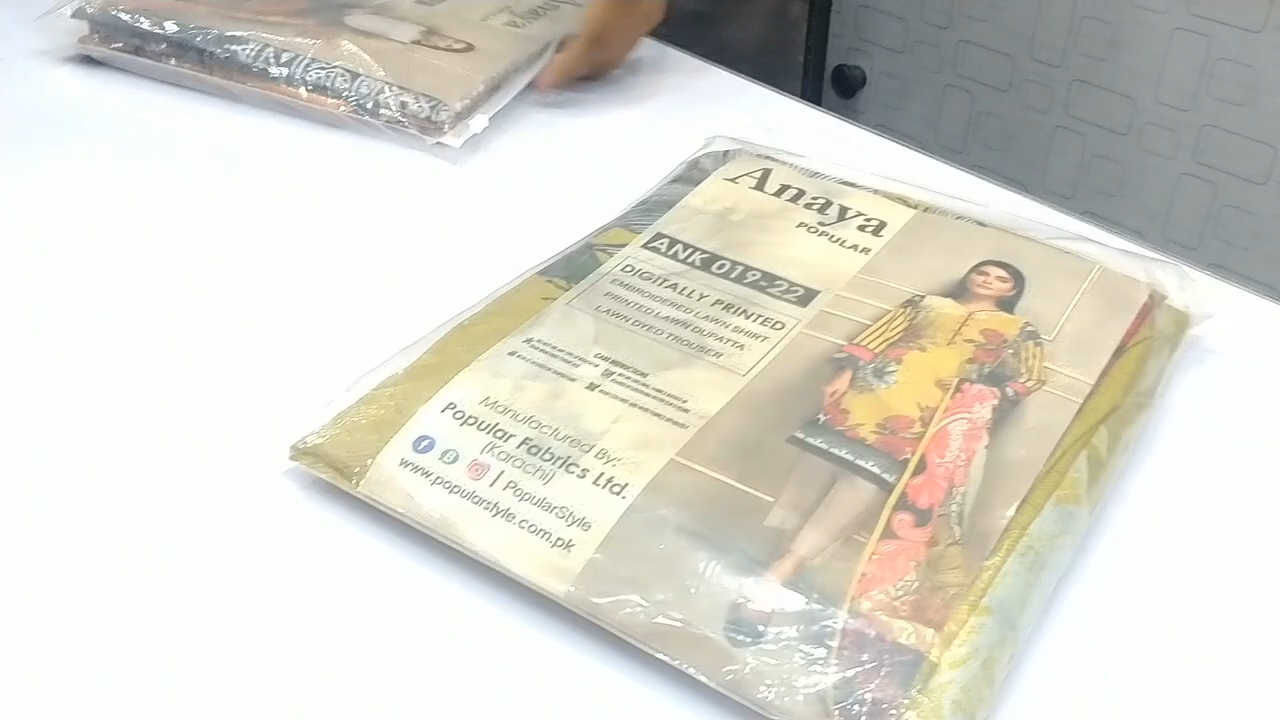 Anaya
POPULAR
ANK 019-22
DIGITALLY PRINTED
EMBROIDERED LAWN SHIRT
PRINTED LAWN DUPATTA
LAWN DYED TROUSER
CARE INSTRUCTIONS
Manufactured By:
Popular Fabrics Ltd.
(Karachi)
| PopularStyle
www.popularstyle.com.pk